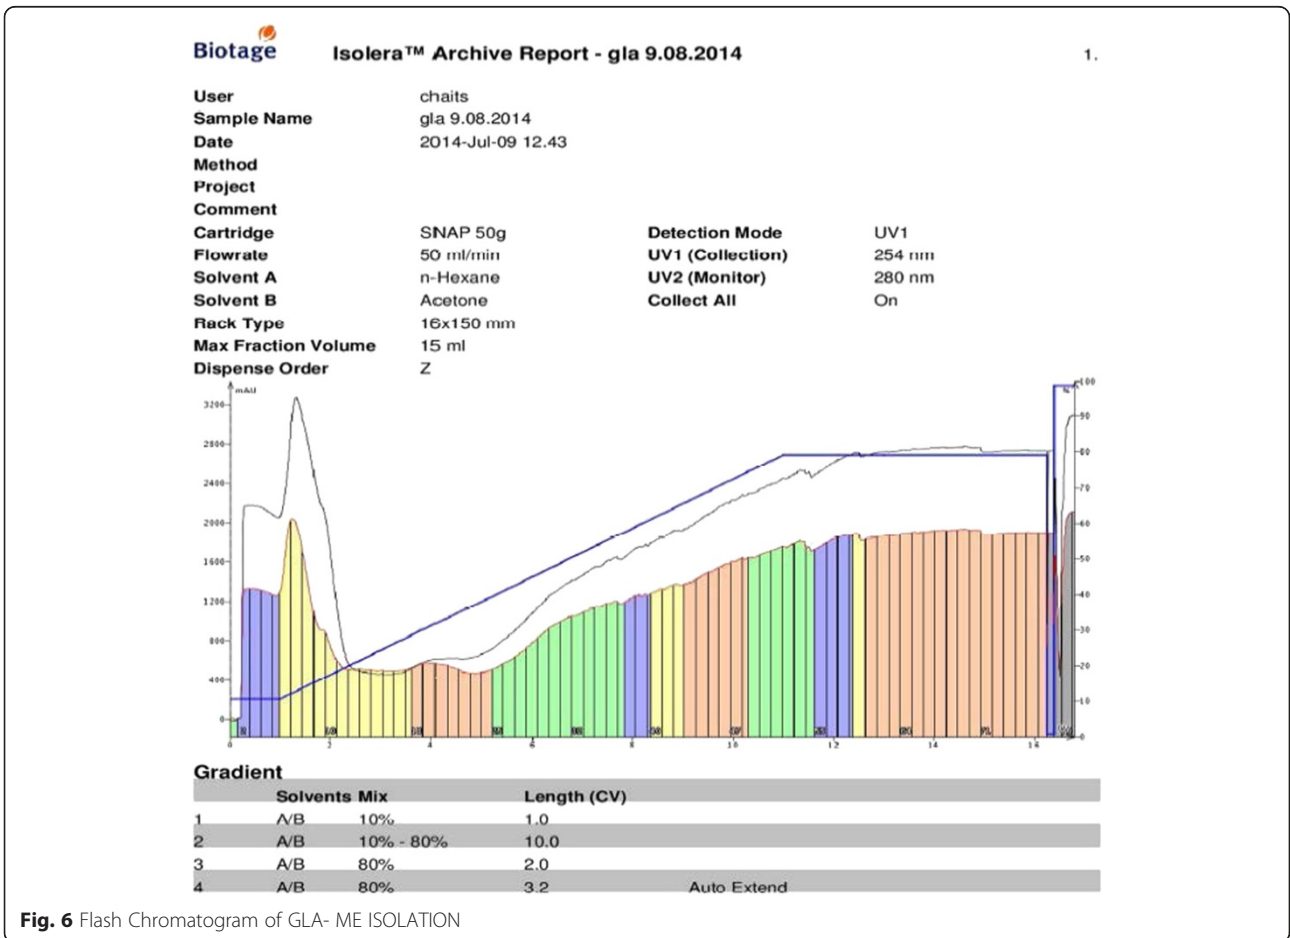 Biotage
Isolera™ Archive Report - gla 9.08.2014 1.
User chaits
Sample Name gla 9.08.2014
Date 2014-Jul-09 12.43
Method
Project
Comment
Cartridge SNAP 50g Detection Mode UV1
Flowrate 50 ml/min UV1 (Collection) 254 nm
Solvent A n-Hexane UV2 (Monitor) 280 nm
Solvent B Acetone Collect All On
Rack Type 16x150 mm
Max Fraction Volume 15 ml
Dispense Order Z
mAU
3200
2800
2400
2000
1600
1200
800
400
0
100
%
90
80
70
60
50
40
30
20
10
0
0 2 4 6 8 10 12 14 16
Gradient
Solvents Mix Length (CV)
1 A/B 10% 1.0
2 A/B 10% - 80% 10.0
3 A/B 80% 2.0
4 A/B 80% 3.2 Auto Extend
Fig. 6 Flash Chromatogram of GLA- ME ISOLATION